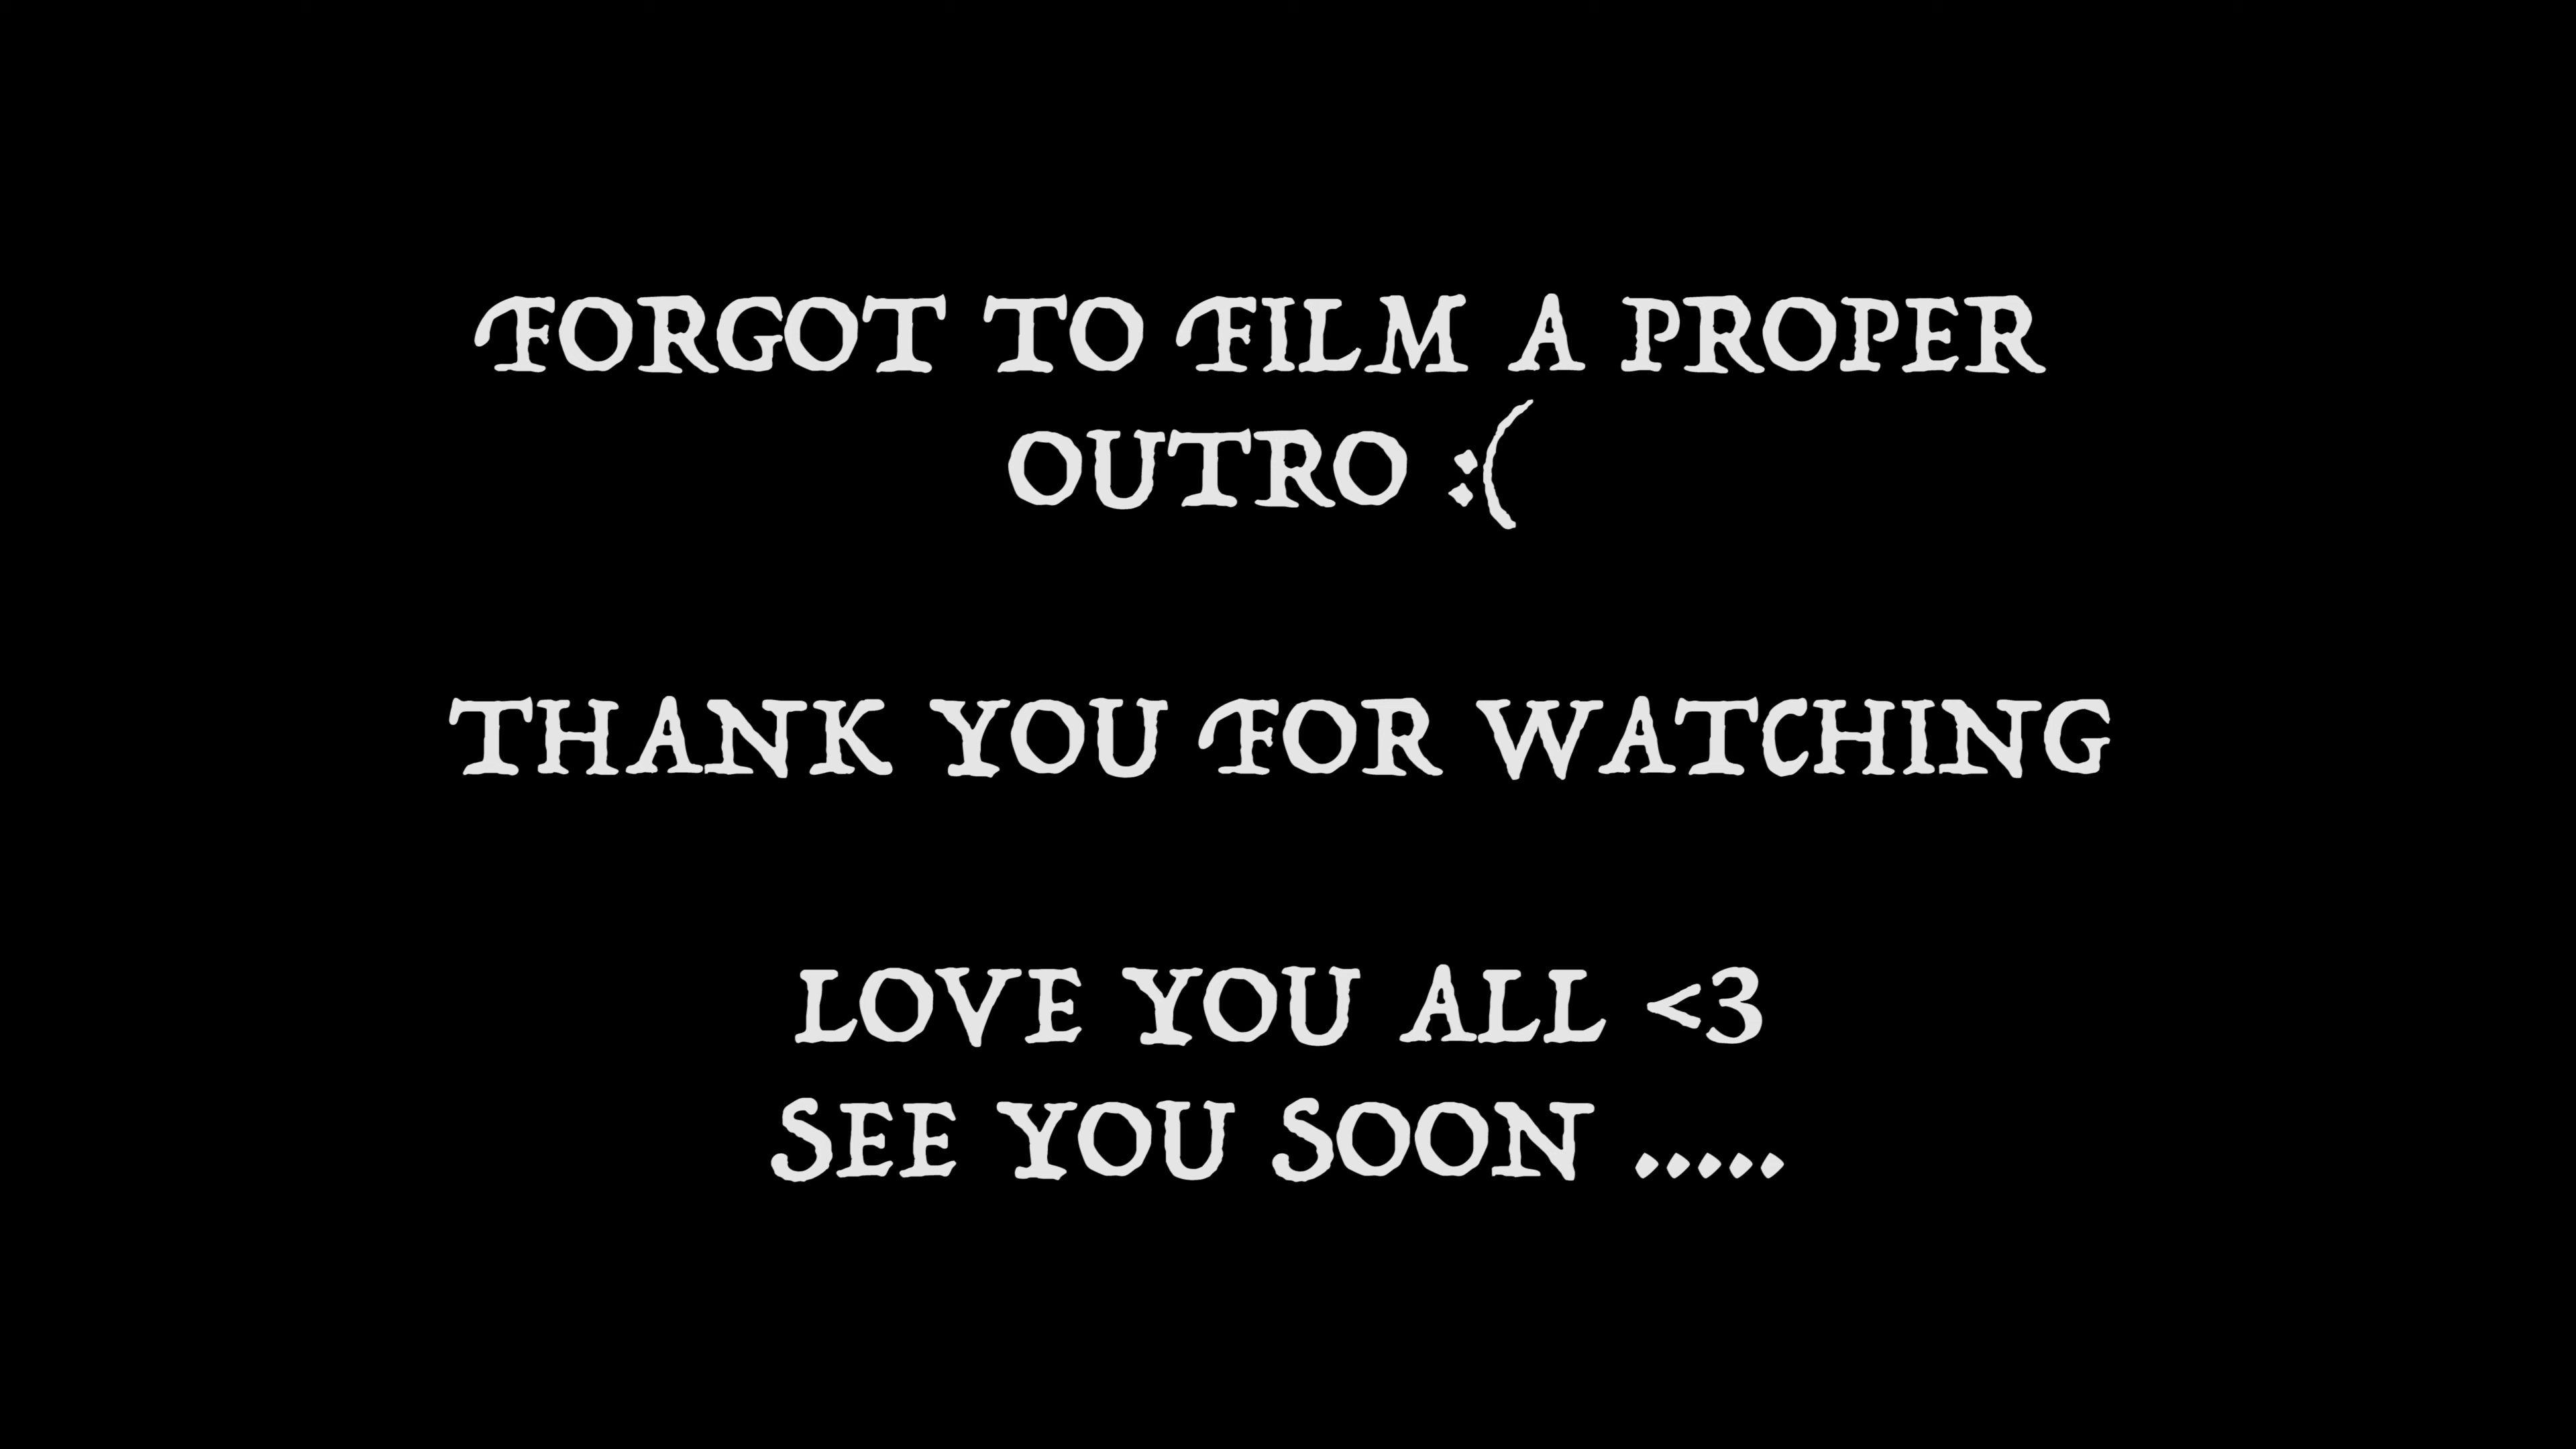 FORGOT TO FILM A PROPER
OUTRO :(
THANK YOU FOR WATCHING
LOVE YOU ALL <3
SEE YOU SOON .....